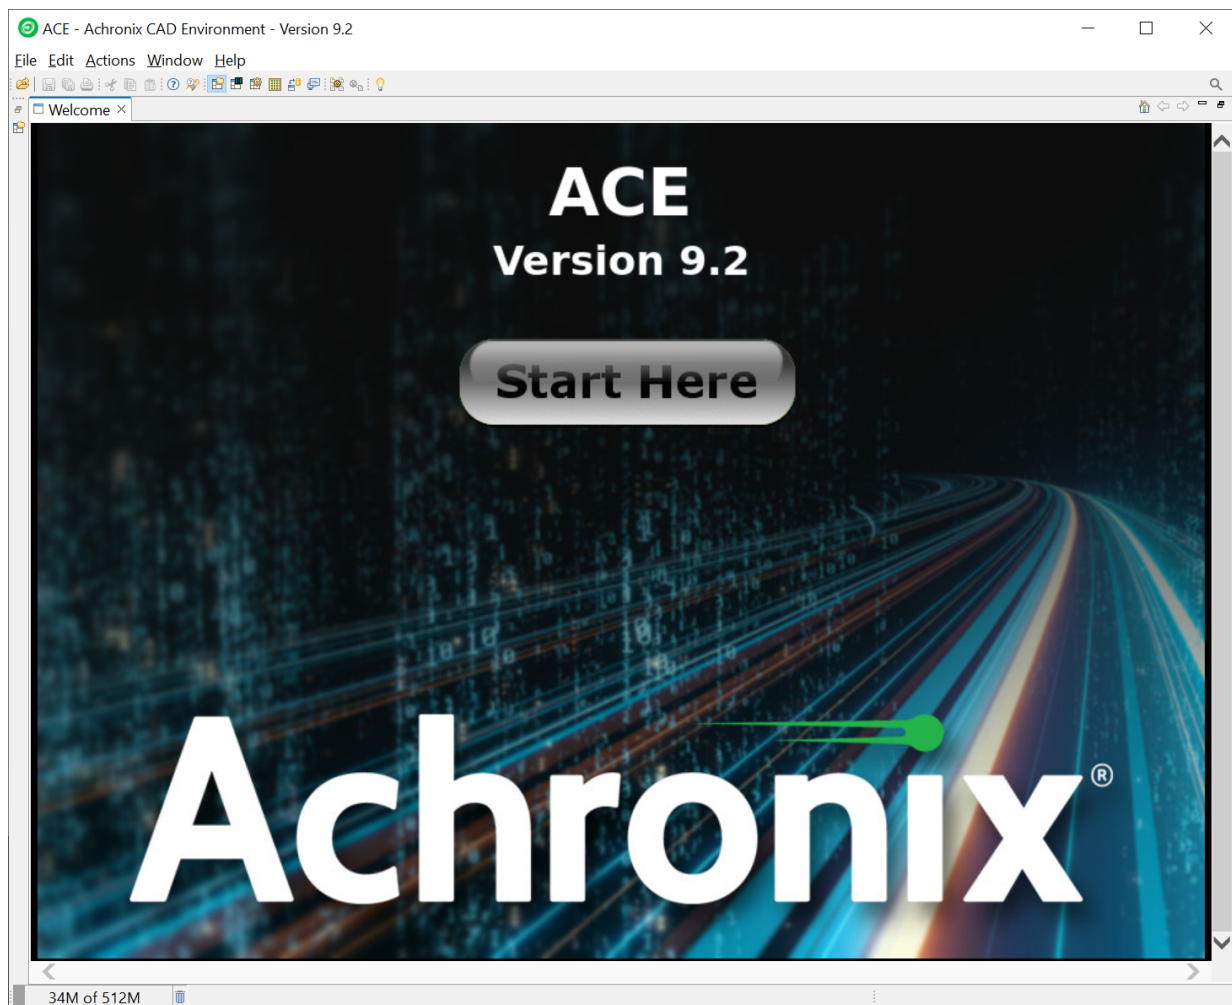 ACE - Achronix CAD Environment - Version 9.2
File Edit Actions Window Help
Welcome
ACE
Version 9.2
Start Here
Achronix®
34M of 512M